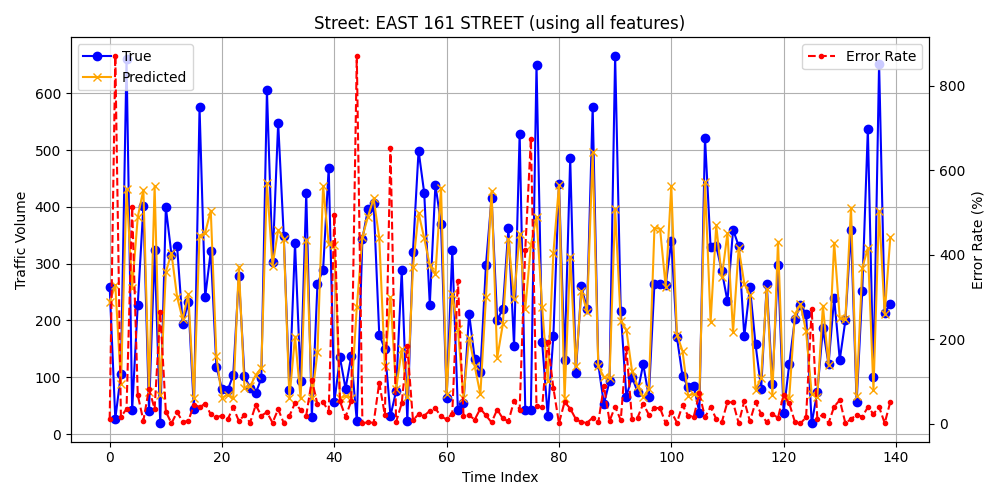 Street: EAST 161 STREET (using all features)
True
Predicted
Error Rate
600
500
400
300
200
100
0
Traffic Volume
800
600
400
200
0
Error Rate (%)
0 20 40 60 80 100 120 140
Time Index